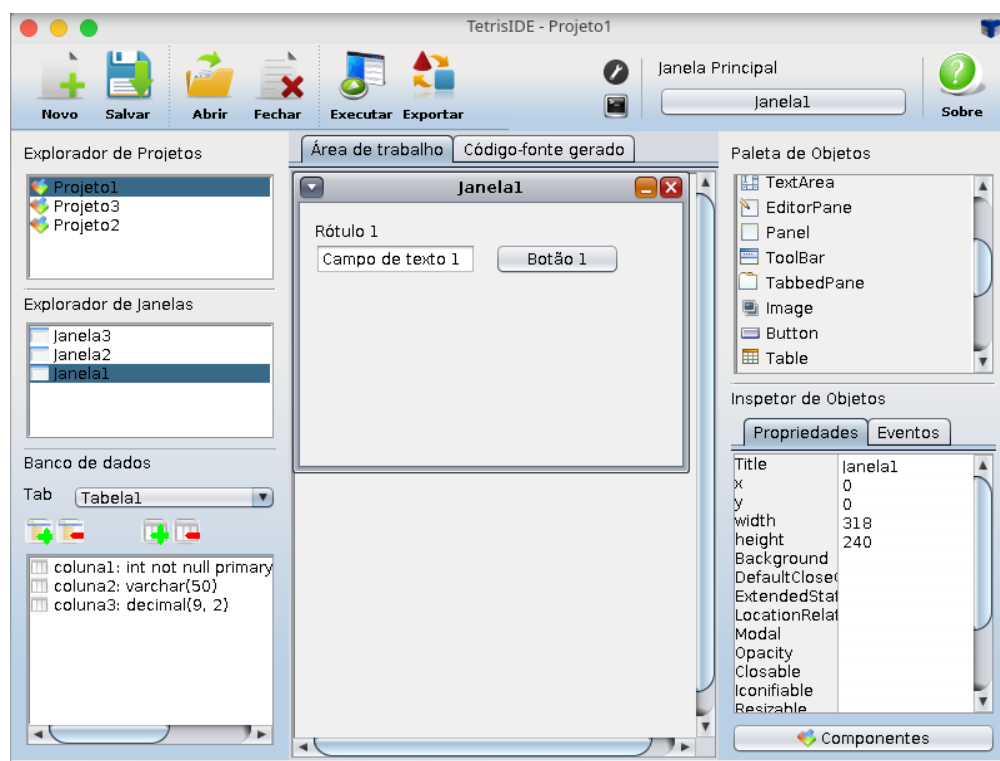 TetrisIDE - Projeto1
Novo
Salvar
Abrir
Fechar
Executar
Exportar
Janela Principal
Janela1
Sobre
Explorador de Projetos
Projeto1
Projeto3
Projeto2
Explorador de Janelas
Janela3
Janela2
Janela1
Banco de dados
Tab
Tabela1
coluna1: int not null primary
coluna2: varchar(50)
coluna3: decimal(9, 2)
Área de trabalho
Código-fonte gerado
Janela1
Rótulo 1
Campo de texto 1
Botão 1
Paleta de Objetos
TextArea
EditorPane
Panel
ToolBar
TabbedPane
Image
Button
Table
Inspetor de Objetos
Propriedades
Eventos
Title Janela1
x 0
y 0
width 318
height 240
Background
DefaultClose
ExtendedStat
LocationRelat
Modal
Opacity
Closable
Iconifiable
Resizable
Componentes